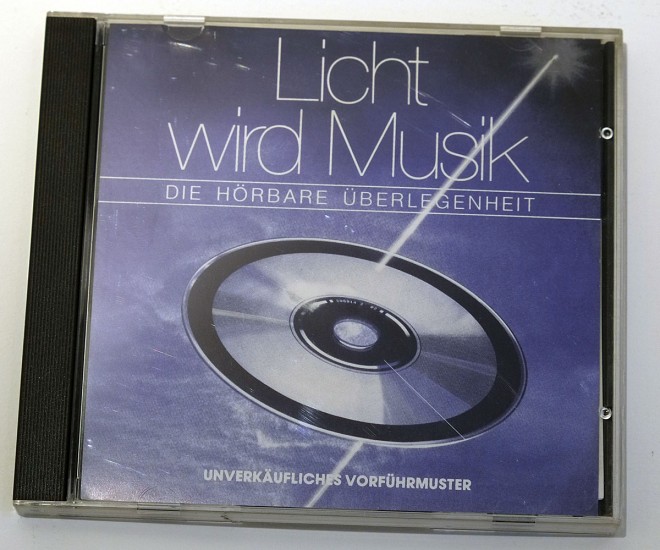 Licht
wird Musik
DIE HÖRBARE ÜBERLEGENHEIT
UNVERKÄUFLICHES VORFÜHRMUSTER